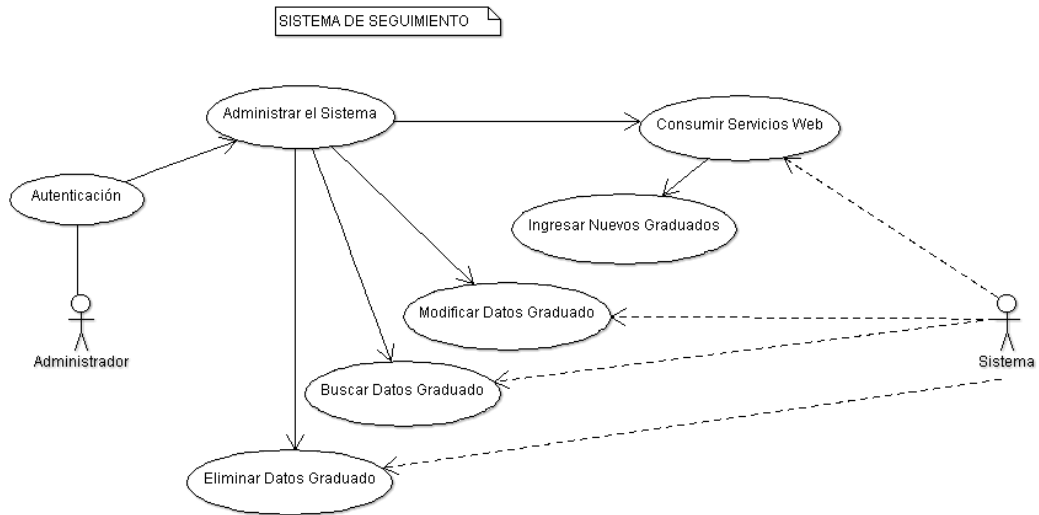 SISTEMA DE SEGUIMIENTO
Administrar el Sistema
Consumir Servicios Web
Autenticación
Ingresar Nuevos Graduados
Modificar Datos Graduado
Administrador
Sistema
Buscar Datos Graduado
Eliminar Datos Graduado